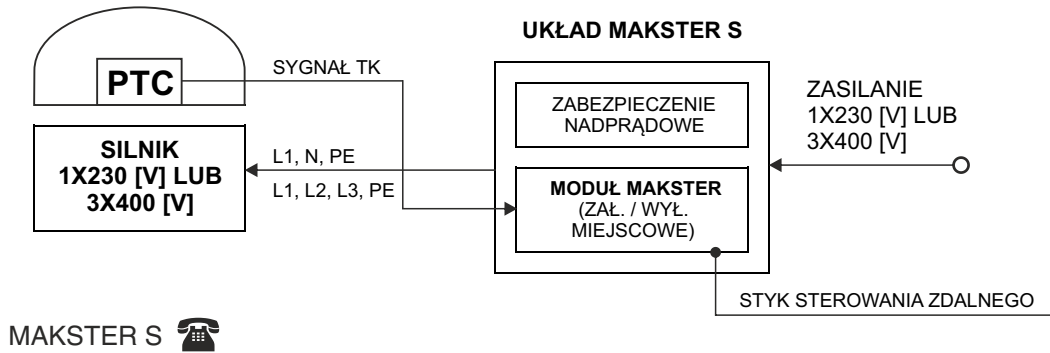 UKŁAD MAKSTER S
PTC
SYGNAŁ TK
ZABEZPIECZENIE
NADPRĄDOWE
ZASILANIE
1X230 [V] LUB
3X400 [V]
SILNIK
1X230 [V] LUB
3X400 [V]
L1, N, PE
L1, L2, L3, PE
MODUŁ MAKSTER
(ZAŁ. / WYŁ.
MIEJSCOWE)
STYK STEROWANIA ZDALNEGO
MAKSTER S